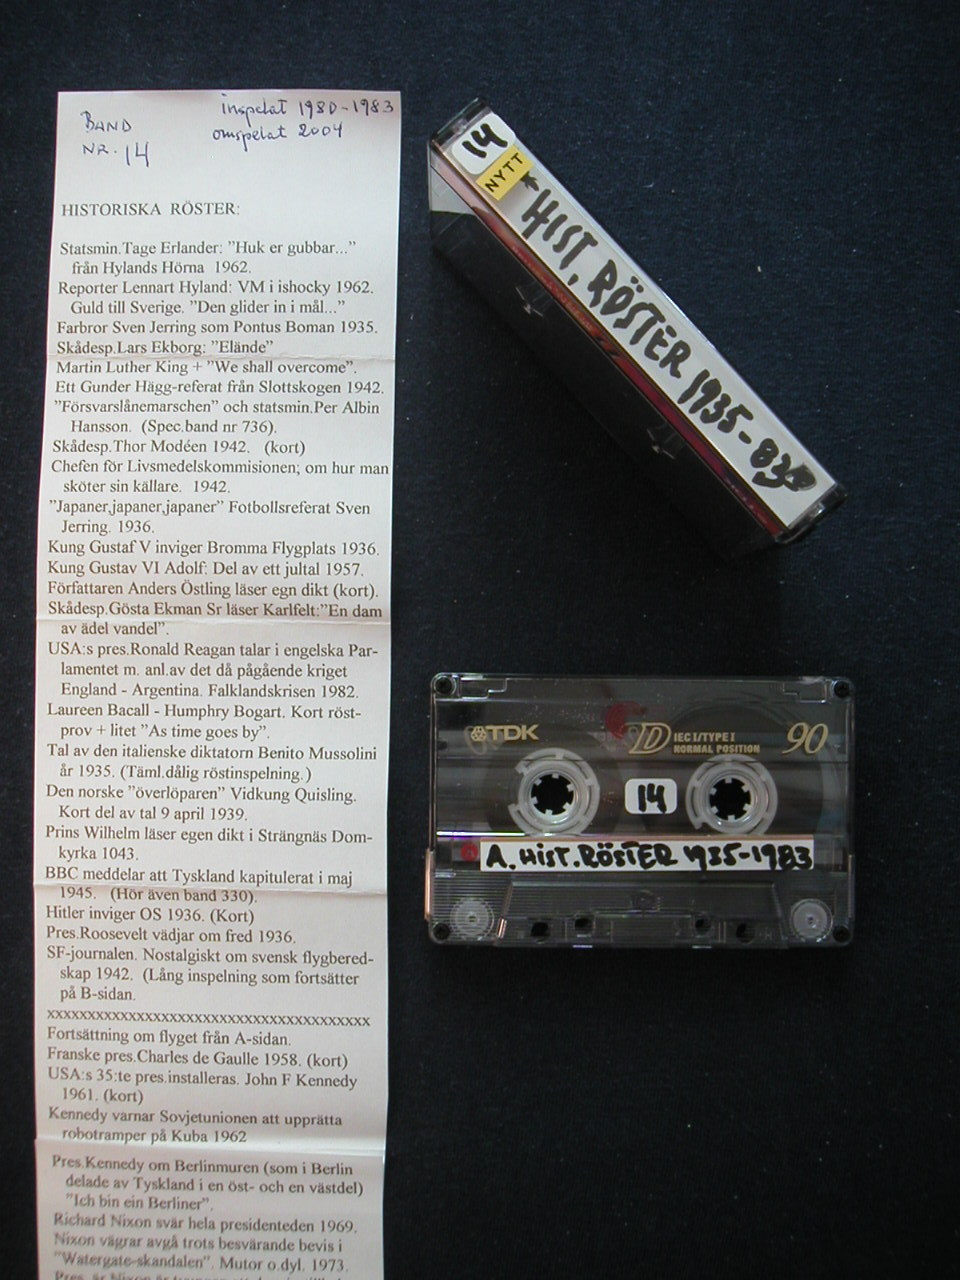 BAND
NR. 14
inspelat 1980-1983
omspelat 2004
HISTORISKA RÖSTER:
Statsmin.Tage Erlander: ”Huk er gubbar...”
från Hylands Hörna 1962.
Reporter Lennart Hyland: VM i ishocky 1962.
Guld till Sverige. ”Den glider in i mål...”
Farbror Sven Jerring som Pontus Boman 1935.
Skådesp.Lars Ekborg: ”Elände”
Martin Luther King + ”We shall overcome”.
Ett Gunder Hägg-referat från Slottskogen 1942.
”Försvarslånemarschen” och statsmin.Per Albin
Hansson. (Spec.band nr 736).
Skådesp.Thor Modéen 1942. (kort)
Chefen för Livsmedelskommisionen; om hur man
sköter sin källare. 1942.
”Japaner,japaner,japaner” Fotbollsreferat Sven
Jerring. 1936.
Kung Gustaf V inviger Bromma Flygplats 1936.
Kung Gustav VI Adolf: Del av ett jultal 1957.
Författaren Anders Östling läser egn dikt (kort).
Skådesp.Gösta Ekman Sr läser Karlfelt:”En dam
av ädel vandel”.
USA:s pres.Ronald Reagan talar i engelska Par-
lamentet m. anl.av det då pågående kriget
England - Argentina. Falklandskrisen 1982.
Laureen Bacall - Humphry Bogart. Kort röst-
prov + litet ”As time goes by”.
Tal av den italienske diktatorn Benito Mussolini
år 1935. (Täml.dålig röstinspelning.)
Den norske ”överlöparen” Vidkung Quisling.
Kort del av tal 9 april 1939.
Prins Wilhelm läser egen dikt i Strängnäs Dom-
kyrka 1043.
BBC meddelar att Tyskland kapitulerat i maj
1945. (Hör även band 330).
Hitler inviger OS 1936. (Kort)
Pres.Roosevelt vädjar om fred 1936.
SF-journalen. Nostalgiskt om svensk flygbered-
skap 1942. (Lång inspelning som fortsätter
på B-sidan.
xxxxxxxxxxxxxxxxxxxxxxxxxxxxxxxxxxxxxxx
Fortsättning om flyget från A-sidan.
Franske pres.Charles de Gaulle 1958. (kort)
USA:s 35:te pres.installeras. John F Kennedy
1961. (kort)
Kennedy varnar Sovjetunionen att upprätta
robotramper på Kuba 1962
Pres.Kennedy om Berlinmuren (som i Berlin
delade av Tyskland i en öst- och en västdel)
”Ich bin ein Berliner”.
Richard Nixon svär hela presidenteden 1969.
Nixon vägrar avgå trots besvärande bevis i
”Watergate-skandalen”. Mutor o.dyl. 1973.
14
NYTT
HIST. RÖSTER 1935-83
TDK
D IEC I/TYPE I
NORMAL POSITION
90
14
A. HIST. RÖSTER 1935-1983